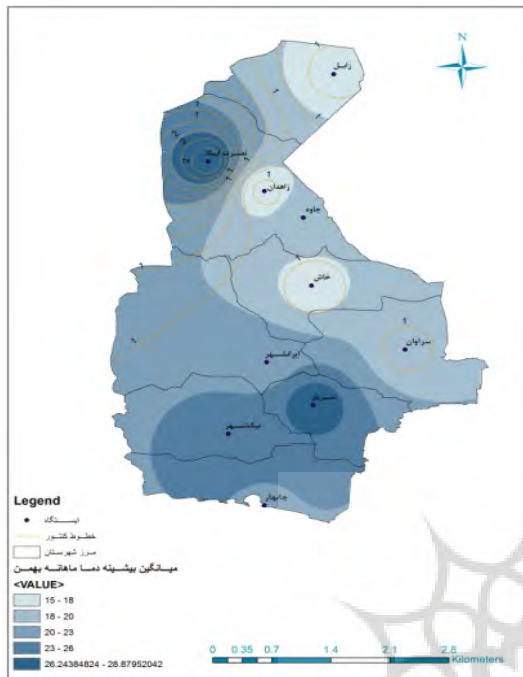 N
زابل
نصرت آباد
زاهدان
جاوه
خاش
سراوان
ایرانشهر
سرباز
نیکشهر
چابهار
Legend
ایستگاه
خطوط کنتور
مرز شهرستان
میانگین بیشینه دما ماهانه بهمن
<VALUE>
15 - 18
18 - 20
20 - 23
23 - 26
26.24384824 - 28.87952042
0 0.35 0.7 1.4 2.1 2.8
Kilometers